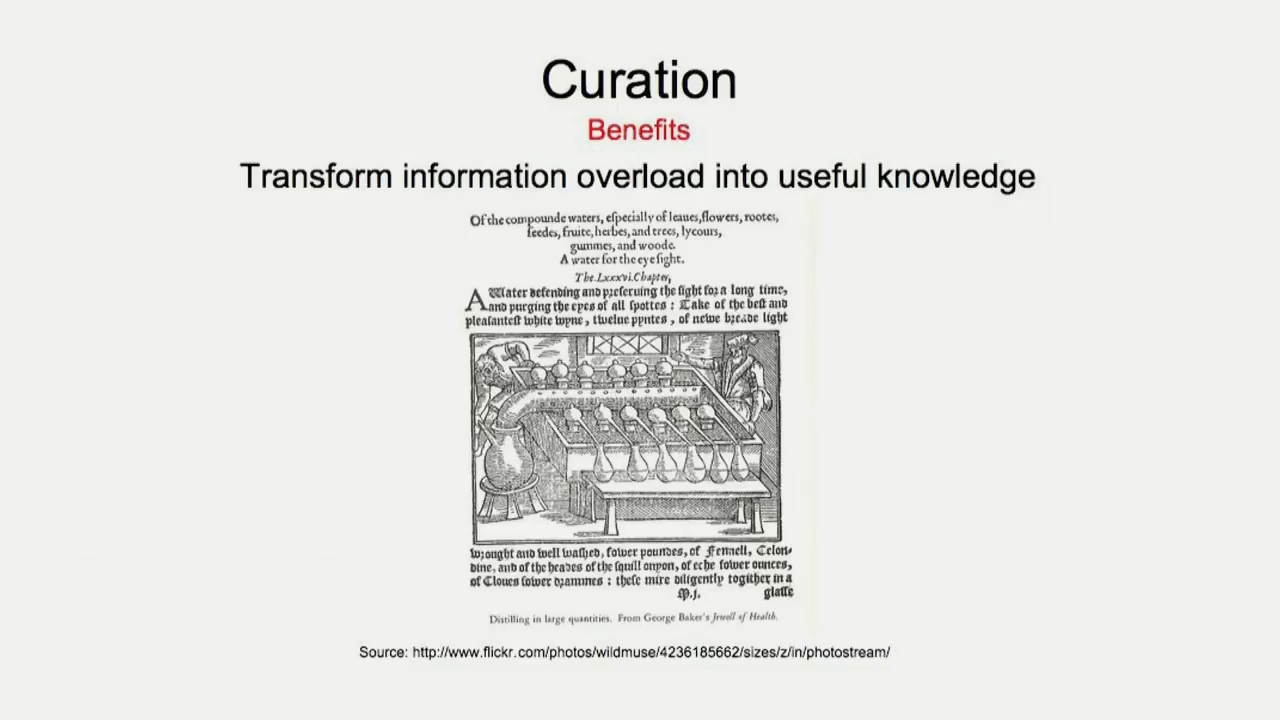 Curation
Benefits
Transform information overload into useful knowledge
Of the compounde waters, eſpecially of leaues,flowers, rootes,
ſeedes, fruite, herbes, and trees, lycours,
gummes, and woode.
A water for the eye ſight.
The.Lxxxvi.Chapter,
A Water defending and preſeruing the ſight for a long time,
and purging the eyes of all ſpottes : Take of the beſt and
pleaſanteſt white wyne, twelue pyntes, of newe breade light
wrought and well waſhed, fower poundes, of Fennell, Celon-
dine, and of the heades of the ſquill onyon, of eche fower ounces,
of Cloues fower drammes : theſe mixe diligently togither in a
M.j. glaſſe
Distilling in large quantities. From George Baker's Jewell of Health.
Source: http://www.flickr.com/photos/wildmuse/4236185662/sizes/z/in/photostream/